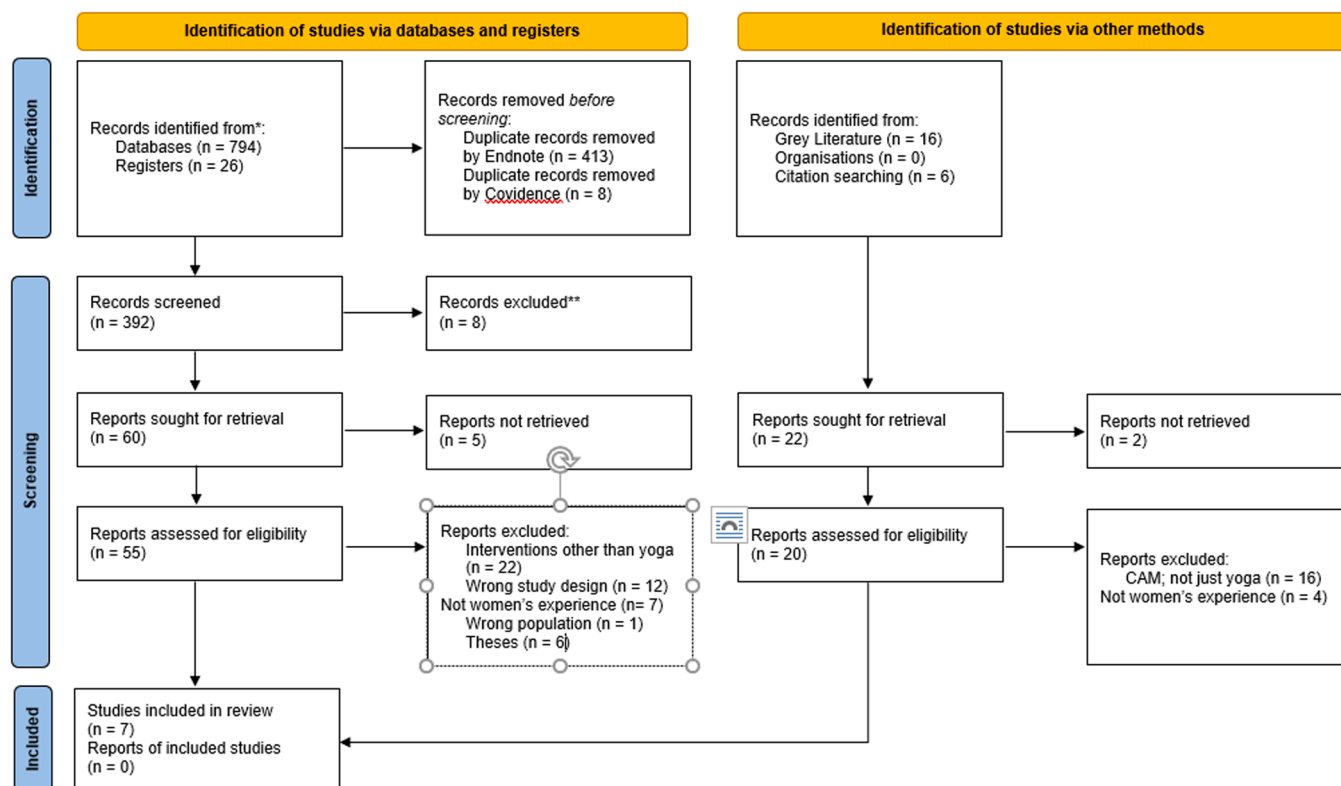 Identification of studies via databases and registers
Identification of studies via other methods
Identification
Records identified from*:
Databases (n = 794)
Registers (n = 26)
Records removed before
screening:
Duplicate records removed
by Endnote (n = 413)
Duplicate records removed
by Covidence (n = 8)
Records identified from:
Grey Literature (n = 16)
Organisations (n = 0)
Citation searching (n = 6)
Screening
Records screened
(n = 392)
Records excluded**
(n = 8)
Reports sought for retrieval
(n = 60)
Reports not retrieved
(n = 5)
Reports sought for retrieval
(n = 22)
Reports not retrieved
(n = 2)
Reports assessed for eligibility
(n = 55)
Reports excluded:
Interventions other than yoga
(n = 22)
Wrong study design (n = 12)
Not women’s experience (n= 7)
Wrong population (n = 1)
Theses (n = 6)
Reports assessed for eligibility
(n = 20)
Reports excluded:
CAM; not just yoga (n = 16)
Not women’s experience (n = 4)
Included
Studies included in review
(n = 7)
Reports of included studies
(n = 0)